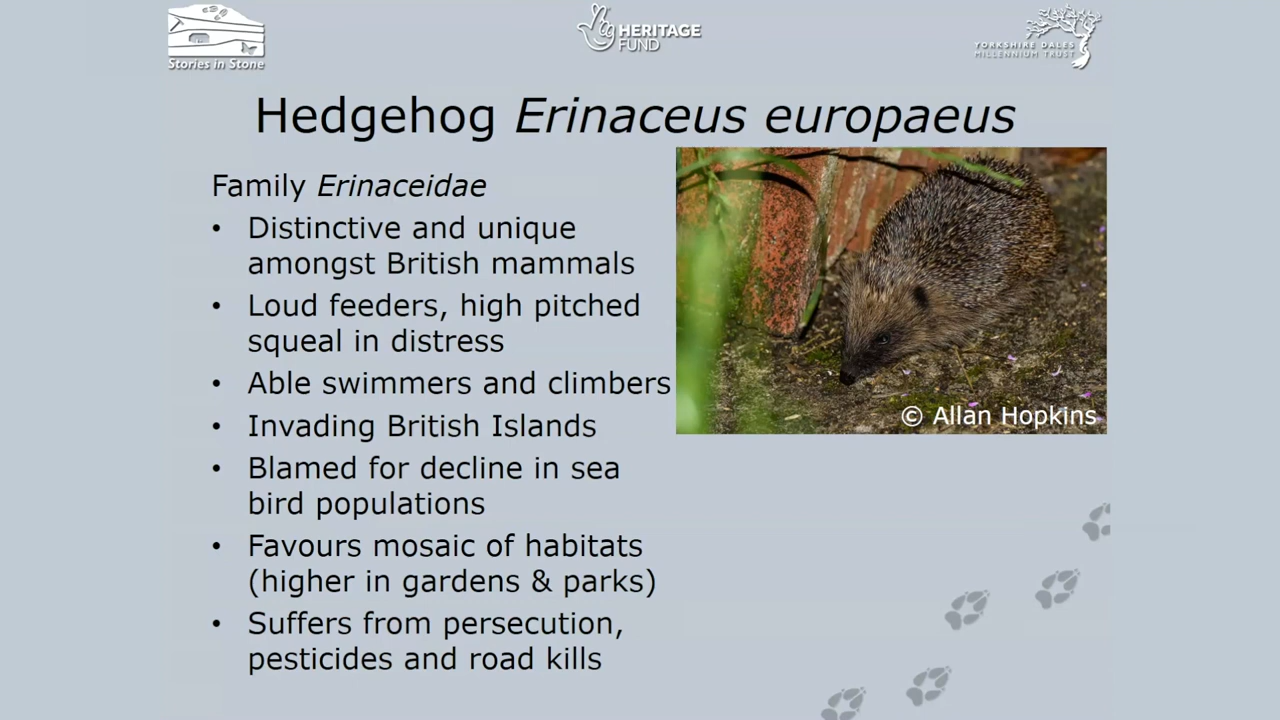 Stories in Stone
HERITAGE
FUND
YORKSHIRE DALES
MILLENNIUM TRUST
Hedgehog Erinaceus europaeus
Family Erinaceidae
• Distinctive and unique
amongst British mammals
• Loud feeders, high pitched
squeal in distress
• Able swimmers and climbers
• Invading British Islands
• Blamed for decline in sea
bird populations
• Favours mosaic of habitats
(higher in gardens & parks)
• Suffers from persecution,
pesticides and road kills
© Allan Hopkins